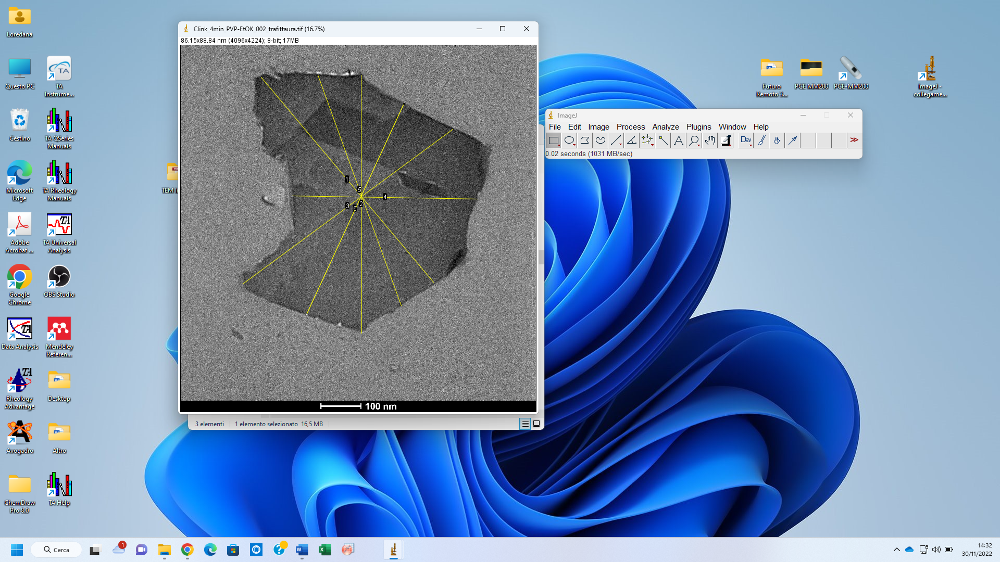 Loredana
Questo PC
TA
Instrume...
Cestino
TA QSeries
Manuals
Microsoft
Edge
TA Rheology
Manuals
Adobe
Acrobat ...
TA Universal
Analysis
Google
Chrome
OBS Studio
Data Analysis
Mendeley
Referen...
Rheology
Advantage
Desktop
Avogadro
Altro
ChemDraw
Pro 8.0
TA Help
Clink_4min_PVP-EtOK_002_trafittaura.tif (16.7%)
86.15x88.84 nm (4096x4224); 8-bit; 17MB
1
5
4
3
6
2
100 nm
3 elementi
1 elemento selezionato 16,5 MB
Futuro
Remoto 3...
PCE MM200
PCE-MM200
ImageJ -
collegame...
ImageJ
File Edit Image Process Analyze Plugins Window Help
Dev
0.02 seconds (1031 MB/sec)
Cerca
1
14:32
30/11/2022